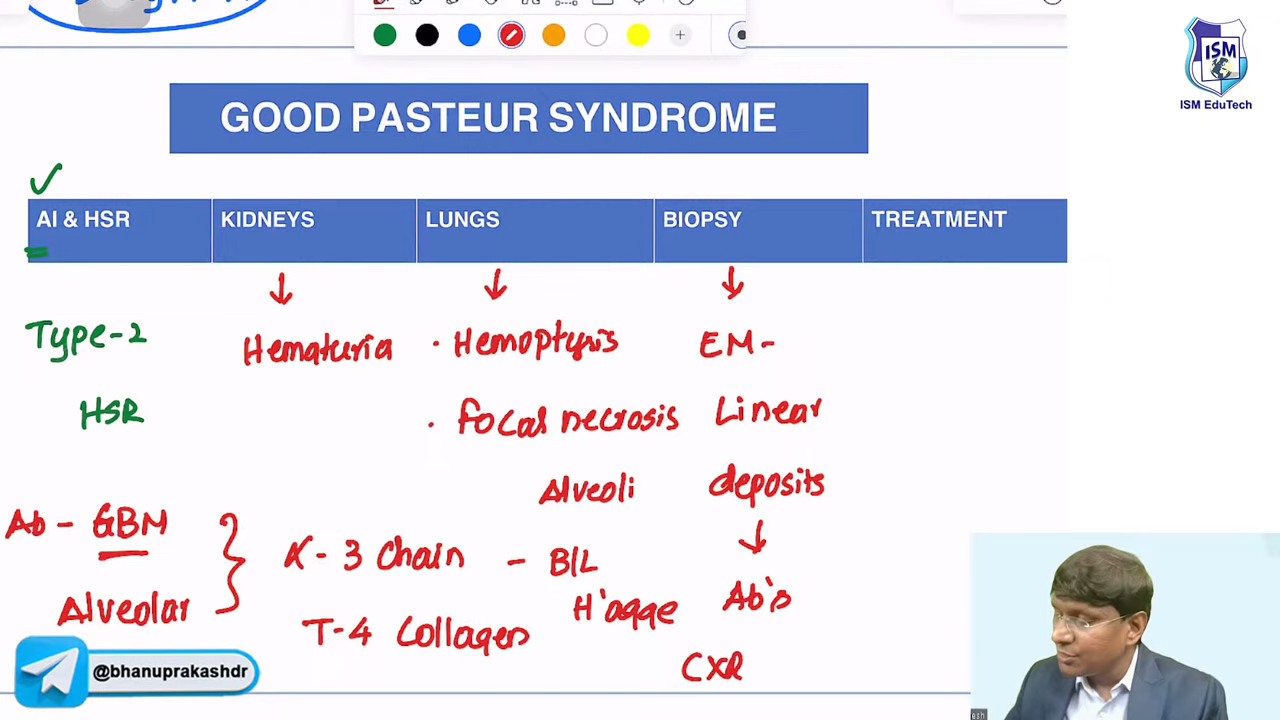 ISM
ISM EduTech
GOOD PASTEUR SYNDROME
AI & HSR KIDNEYS LUNGS BIOPSY TREATMENT
Type-2 Hematuria • Hemoptysis EM -
HSR • focal necrosis Linear
Alveoli deposits
Ab - GBM
Alveolar
α - 3 Chain - B/L
T-4 Collagen H'agge Ab's
CXR
@bhanuprakashdr